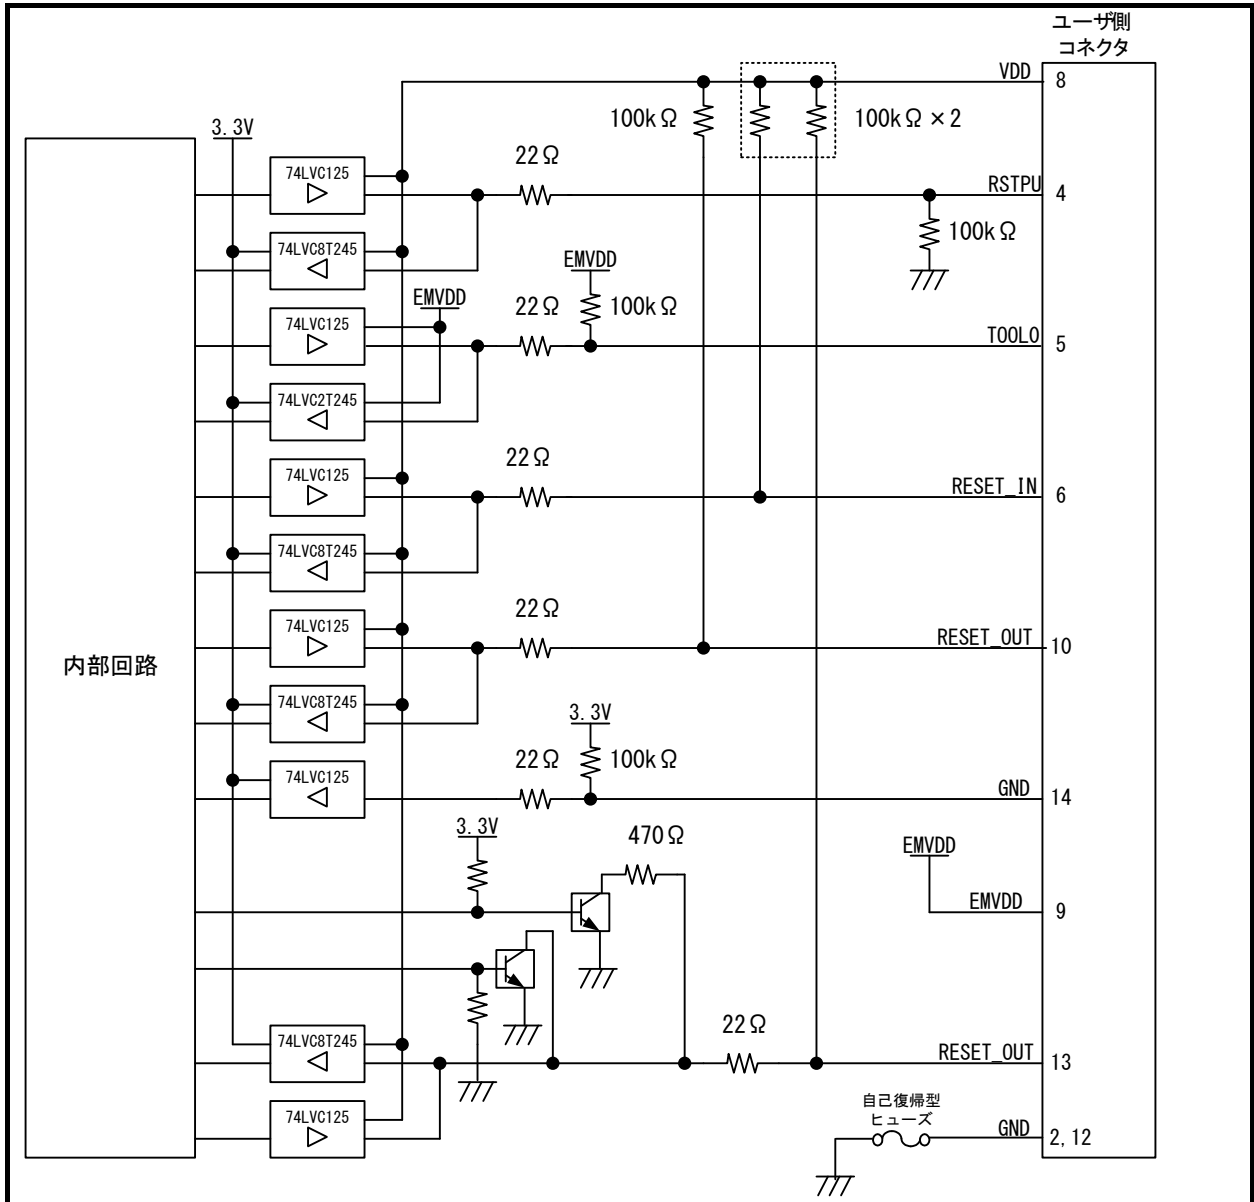 ユーザ側
コネクタ
VDD 8
3.3V
100kΩ
100kΩ×2
74LVC125
22Ω
RSTPU 4
100kΩ
74LVC8T245
EMVDD
EMVDD
74LVC125
22Ω
100kΩ
TOOL0 5
74LVC2T245
74LVC125
22Ω
RESET_IN 6
74LVC8T245
74LVC125
22Ω
RESET_OUT 10
内部回路
74LVC8T245
3.3V
74LVC125
22Ω
100kΩ
GND 14
3.3V
470Ω
EMVDD
EMVDD 9
74LVC8T245
22Ω
RESET_OUT 13
自己復帰型
ヒューズ
74LVC125
GND 2,12